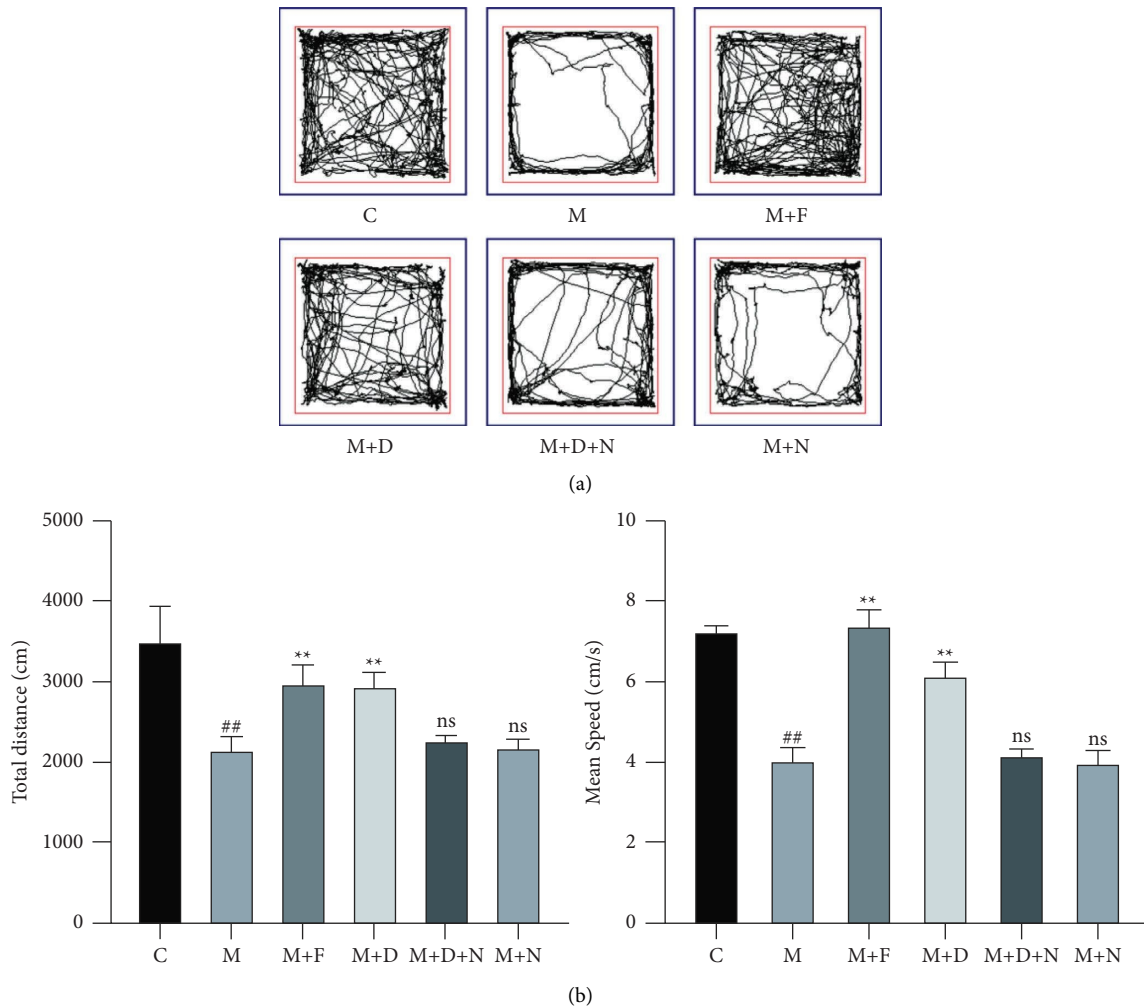 C M M+F
M+D M+D+N M+N
(a)
5000
4000
3000
2000
1000
0
Total distance (cm)
##
**
**
ns
ns
C M M+F M+D M+D+N M+N
10
8
6
4
2
0
Mean Speed (cm/s)
##
**
**
ns
ns
C M M+F M+D M+D+N M+N
(b)